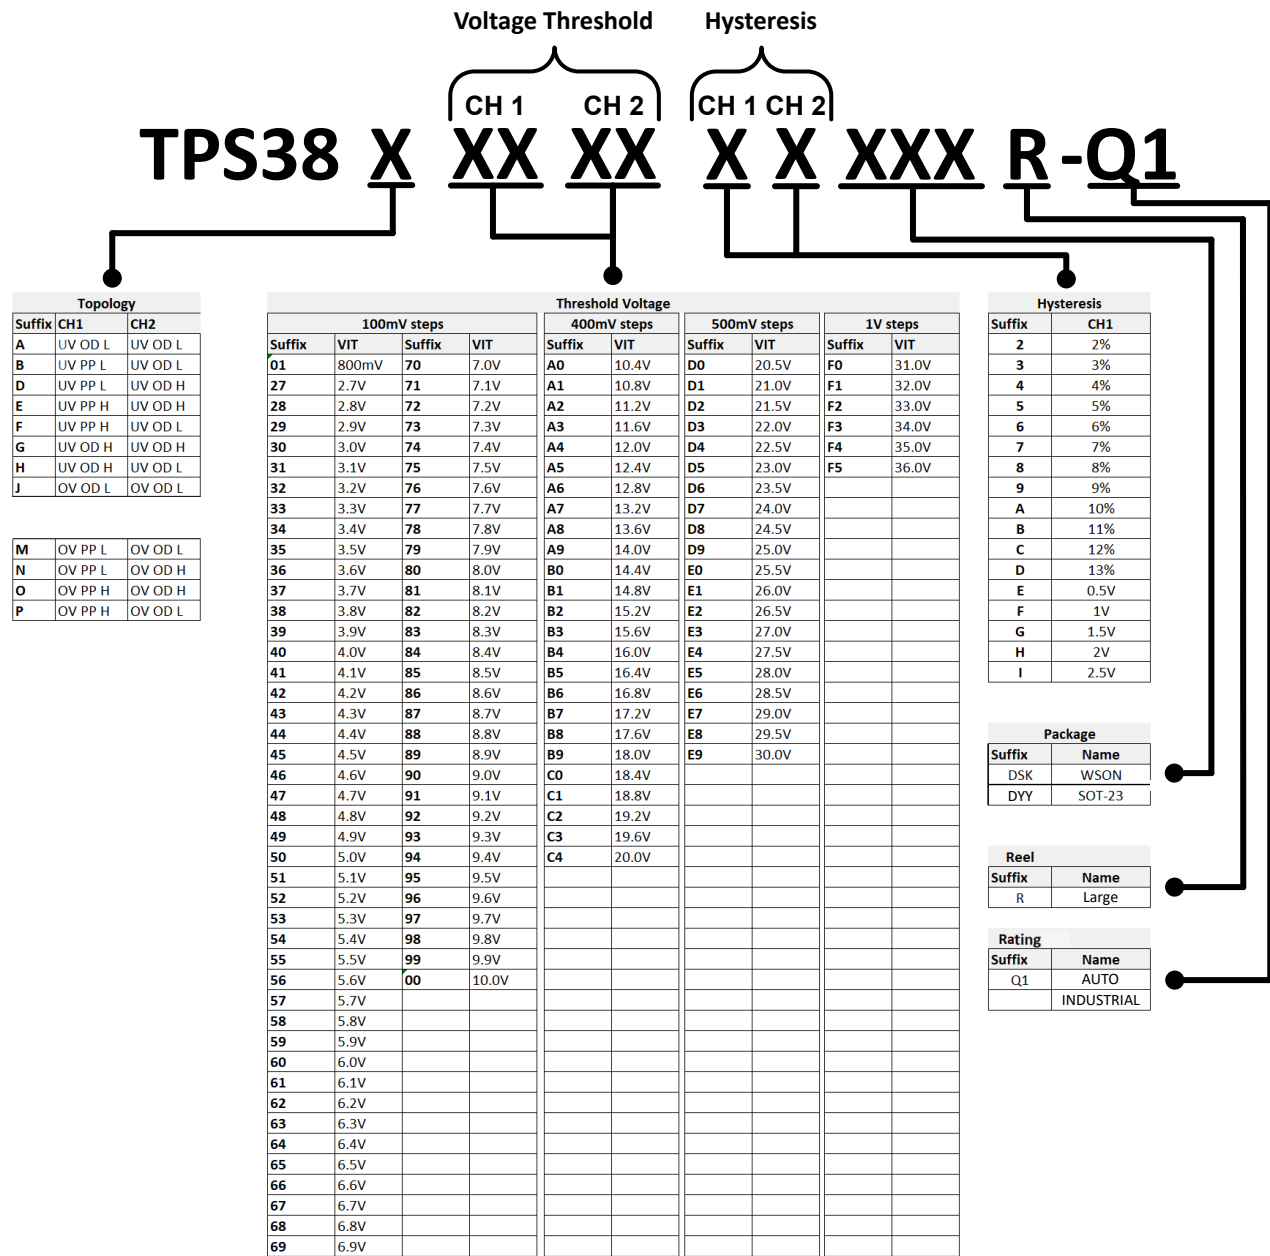 Voltage Threshold Hysteresis
CH 1 CH 2 CH 1 CH 2
TPS38 X XX XX X X XXX R -Q1
Topology
Suffix CH1 CH2
A UV OD L UV OD L
B UV PP L UV OD L
D UV PP L UV OD H
E UV PP H UV OD H
F UV PP H UV OD L
G UV OD H UV OD H
H UV OD H UV OD L
J OV OD L OV OD L
M OV PP L OV OD L
N OV PP L OV OD H
O OV PP H OV OD H
P OV PP H OV OD L
Threshold Voltage
100mV steps 400mV steps 500mV steps 1V steps
Suffix VIT Suffix VIT Suffix VIT Suffix VIT Suffix VIT
01 800mV 70 7.0V A0 10.4V D0 20.5V F0 31.0V
27 2.7V 71 7.1V A1 10.8V D1 21.0V F1 32.0V
28 2.8V 72 7.2V A2 11.2V D2 21.5V F2 33.0V
29 2.9V 73 7.3V A3 11.6V D3 22.0V F3 34.0V
30 3.0V 74 7.4V A4 12.0V D4 22.5V F4 35.0V
31 3.1V 75 7.5V A5 12.4V D5 23.0V F5 36.0V
32 3.2V 76 7.6V A6 12.8V D6 23.5V
33 3.3V 77 7.7V A7 13.2V D7 24.0V
34 3.4V 78 7.8V A8 13.6V D8 24.5V
35 3.5V 79 7.9V A9 14.0V D9 25.0V
36 3.6V 80 8.0V B0 14.4V E0 25.5V
37 3.7V 81 8.1V B1 14.8V E1 26.0V
38 3.8V 82 8.2V B2 15.2V E2 26.5V
39 3.9V 83 8.3V B3 15.6V E3 27.0V
40 4.0V 84 8.4V B4 16.0V E4 27.5V
41 4.1V 85 8.5V B5 16.4V E5 28.0V
42 4.2V 86 8.6V B6 16.8V E6 28.5V
43 4.3V 87 8.7V B7 17.2V E7 29.0V
44 4.4V 88 8.8V B8 17.6V E8 29.5V
45 4.5V 89 8.9V B9 18.0V E9 30.0V
46 4.6V 90 9.0V C0 18.4V
47 4.7V 91 9.1V C1 18.8V
48 4.8V 92 9.2V C2 19.2V
49 4.9V 93 9.3V C3 19.6V
50 5.0V 94 9.4V C4 20.0V
51 5.1V 95 9.5V
52 5.2V 96 9.6V
53 5.3V 97 9.7V
54 5.4V 98 9.8V
55 5.5V 99 9.9V
56 5.6V 00 10.0V
57 5.7V
58 5.8V
59 5.9V
60 6.0V
61 6.1V
62 6.2V
63 6.3V
64 6.4V
65 6.5V
66 6.6V
67 6.7V
68 6.8V
69 6.9V
Hysteresis
Suffix CH1
2 2%
3 3%
4 4%
5 5%
6 6%
7 7%
8 8%
9 9%
A 10%
B 11%
C 12%
D 13%
E 0.5V
F 1V
G 1.5V
H 2V
I 2.5V
Package
Suffix Name
DSK WSON
DYY SOT-23
Reel
Suffix Name
R Large
Rating
Suffix Name
Q1 AUTO
INDUSTRIAL